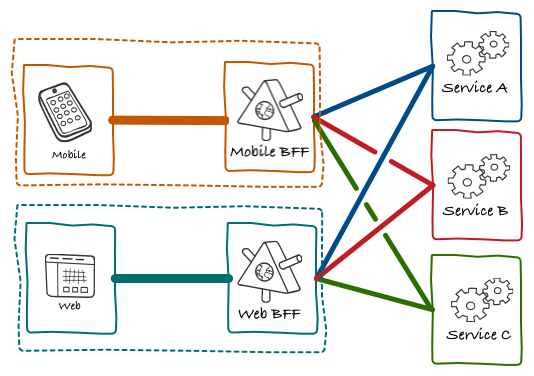 Mobile
Mobile BFF
Service A
Service B
Web
Web BFF
Service C